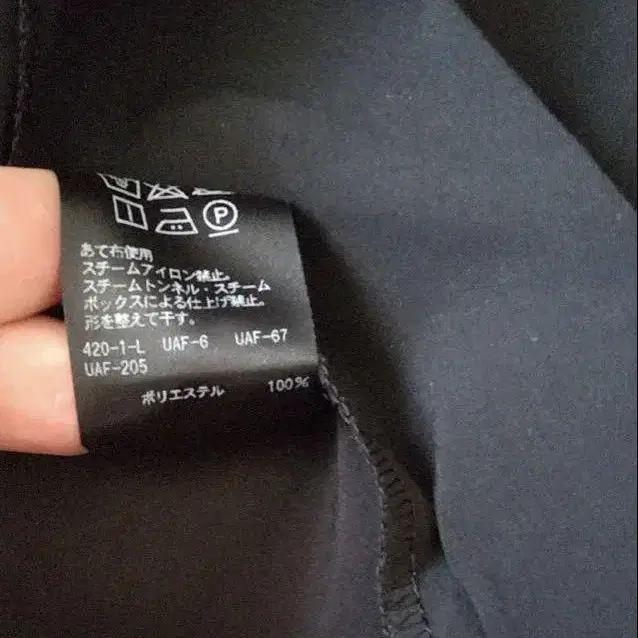 P
あて布使用
スチームアイロン禁止。
スチームトンネル・スチーム
ボックスによる仕上げ禁止。
形を整えて干す。
420-1-L UAF-6 UAF-67
UAF-205
ポリエステル 100%